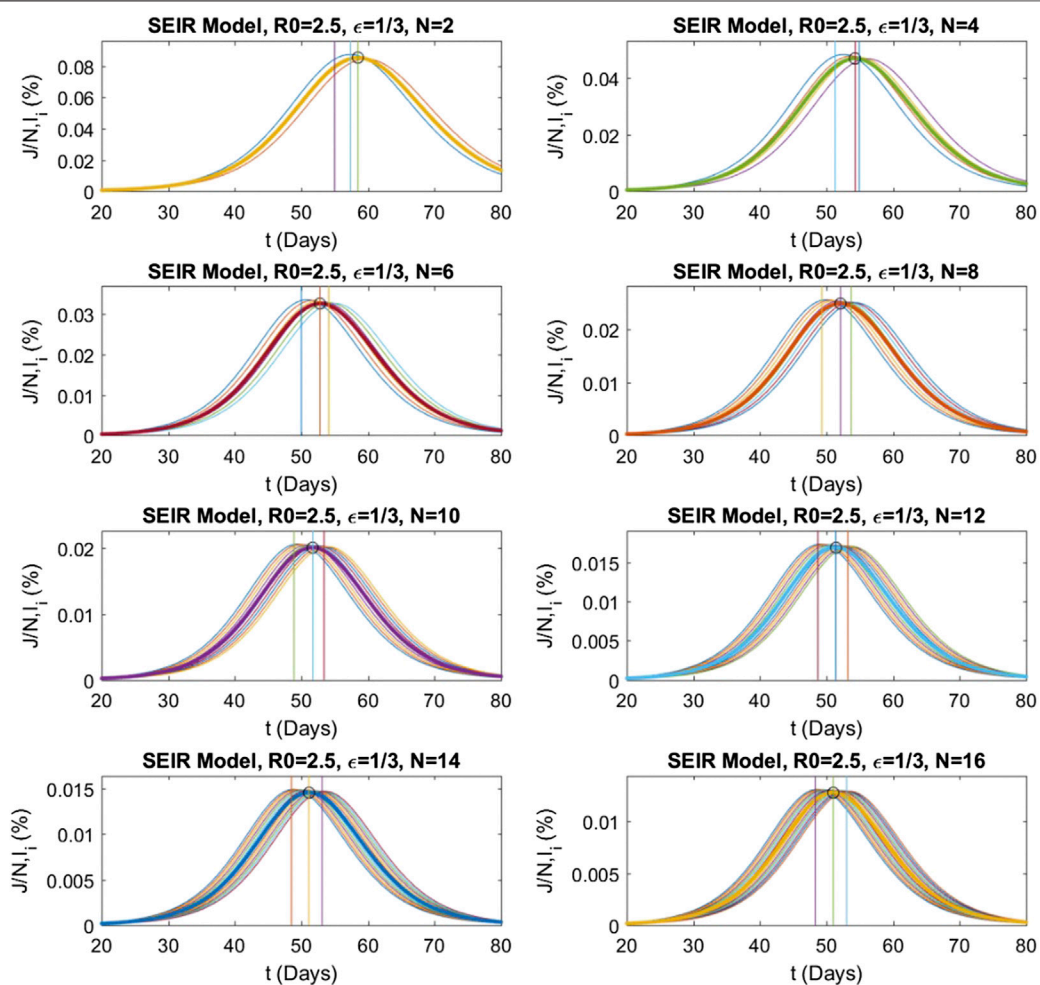 SEIR Model, R0=2.5, ϵ=1/3, N=2
J/N,I_i (%)
0.08
0.06
0.04
0.02
0
20 30 40 50 60 70 80
t (Days)
SEIR Model, R0=2.5, ϵ=1/3, N=4
J/N,I_i (%)
0.04
0.02
0
20 30 40 50 60 70 80
t (Days)
SEIR Model, R0=2.5, ϵ=1/3, N=6
J/N,I_i (%)
0.03
0.02
0.01
0
20 30 40 50 60 70 80
t (Days)
SEIR Model, R0=2.5, ϵ=1/3, N=8
J/N,I_i (%)
0.02
0.01
0
20 30 40 50 60 70 80
t (Days)
SEIR Model, R0=2.5, ϵ=1/3, N=10
J/N,I_i (%)
0.02
0.01
0
20 30 40 50 60 70 80
t (Days)
SEIR Model, R0=2.5, ϵ=1/3, N=12
J/N,I_i (%)
0.015
0.01
0.005
0
20 30 40 50 60 70 80
t (Days)
SEIR Model, R0=2.5, ϵ=1/3, N=14
J/N,I_i (%)
0.015
0.01
0.005
0
20 30 40 50 60 70 80
t (Days)
SEIR Model, R0=2.5, ϵ=1/3, N=16
J/N,I_i (%)
0.01
0.005
0
20 30 40 50 60 70 80
t (Days)